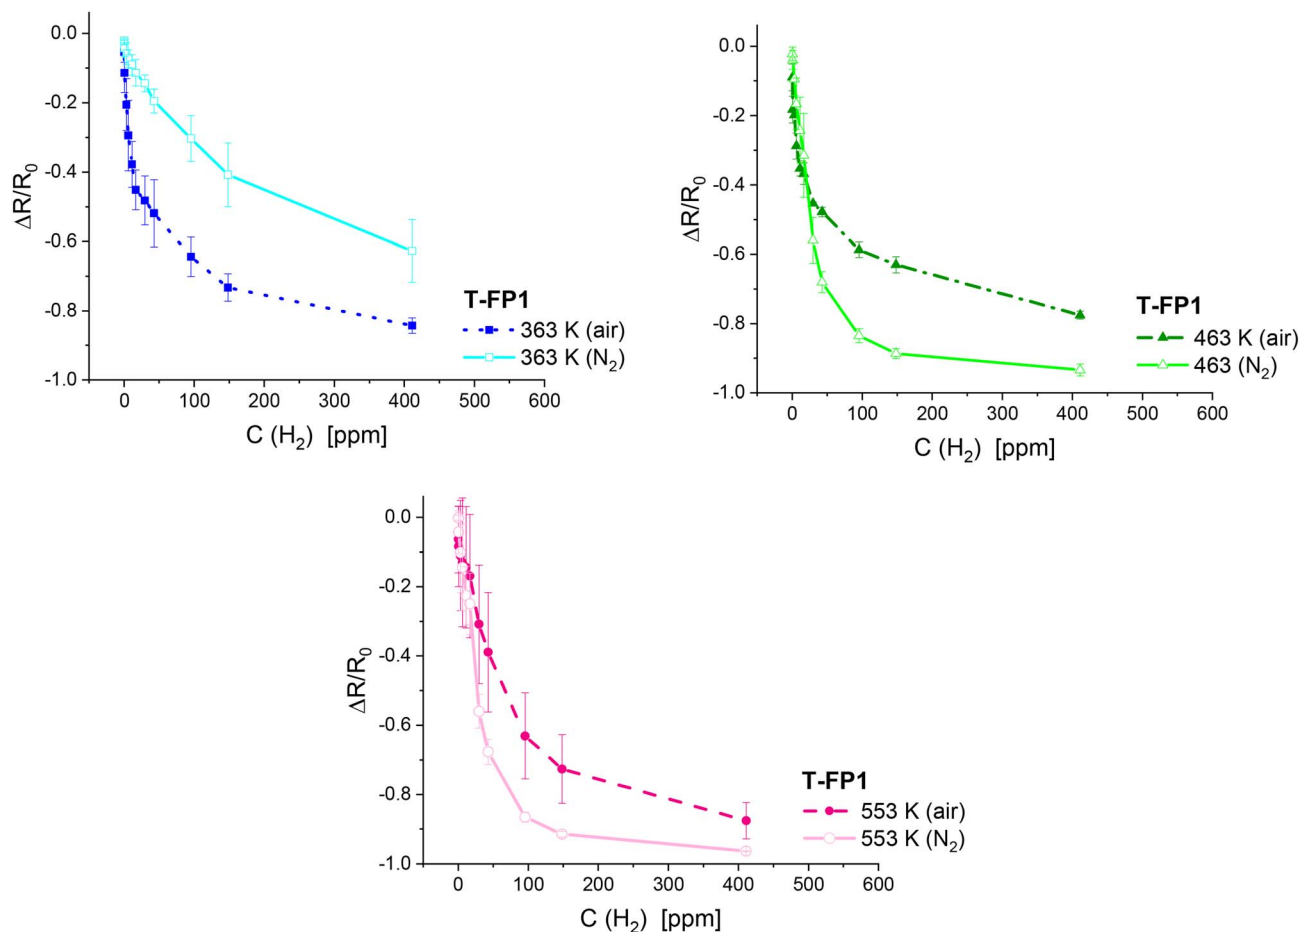 0.0
-0.2
-0.4
-0.6
-0.8
-1.0
ΔR/R₀
0 100 200 300 400 500 600
C (H₂) [ppm]
T-FP1
363 K (air)
363 K (N₂)
0.0
-0.2
-0.4
-0.6
-0.8
-1.0
ΔR/R₀
0 100 200 300 400 500 600
C (H₂) [ppm]
T-FP1
463 K (air)
463 (N₂)
0.0
-0.2
-0.4
-0.6
-0.8
-1.0
ΔR/R₀
0 100 200 300 400 500 600
C (H₂) [ppm]
T-FP1
553 K (air)
553 K (N₂)